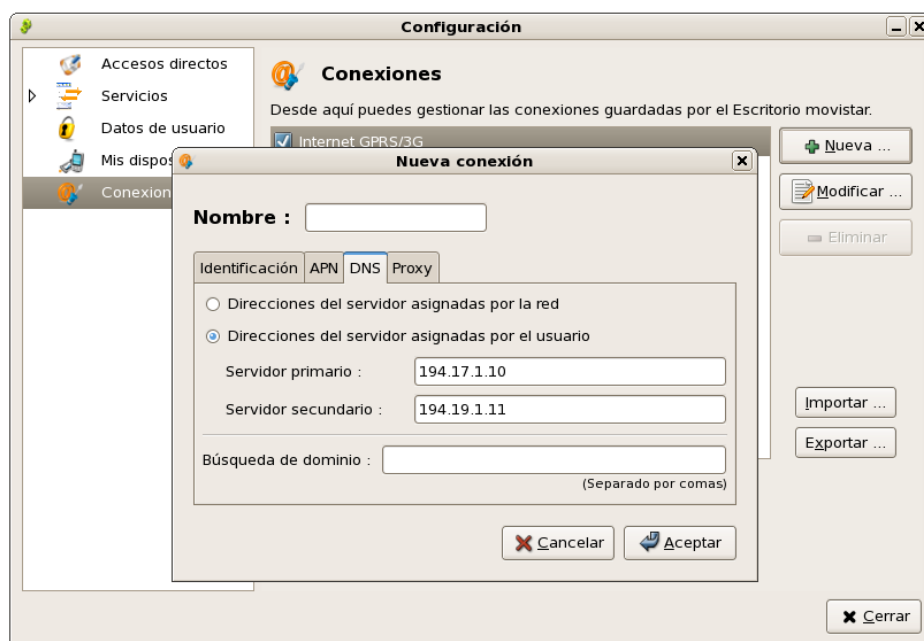 Configuración
Accesos directos
Servicios
Datos de usuario
Mis dispos
Conexion
Conexiones
Desde aquí puedes gestionar las conexiones guardadas por el Escritorio movistar.
Internet GPRS/3G
Nueva ...
Modificar ...
Eliminar
Importar ...
Exportar ...
Nueva conexión
Nombre :
Identificación APN DNS Proxy
Direcciones del servidor asignadas por la red
Direcciones del servidor asignadas por el usuario
Servidor primario : 194.17.1.10
Servidor secundario : 194.19.1.11
Búsqueda de dominio :
(Separado por comas)
Cancelar Aceptar
Cerrar